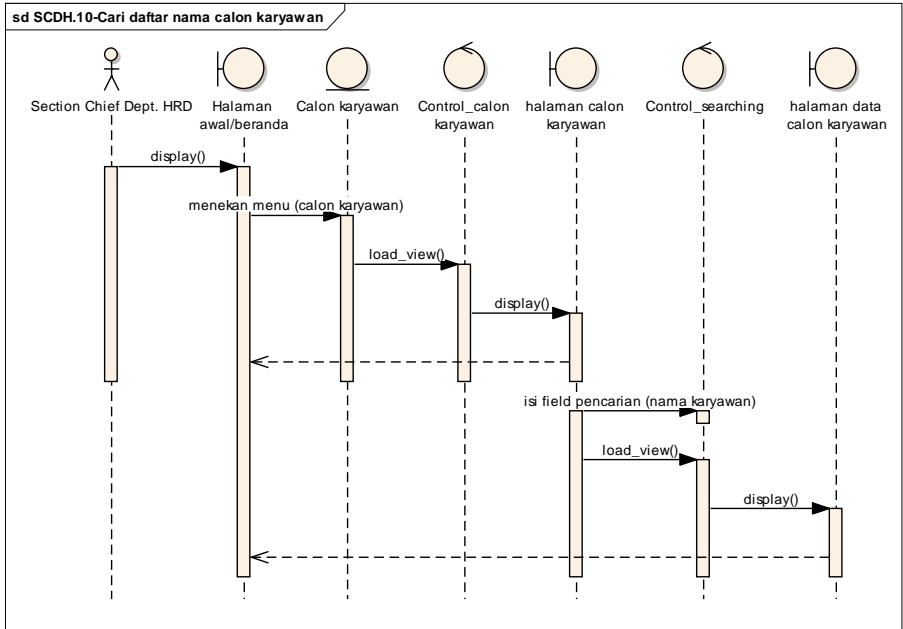 sd SCDH.10-Cari daftar nama calon karyawan
Section Chief Dept. HRD
Halaman
awal/beranda
Calon karyawan
Control_calon
karyawan
halaman calon
karyawan
Control_searching
halaman data
calon karyawan
display()
menekan menu (calon karyawan)
load_view()
display()
isi field pencarian (nama karyawan)
load_view()
display()